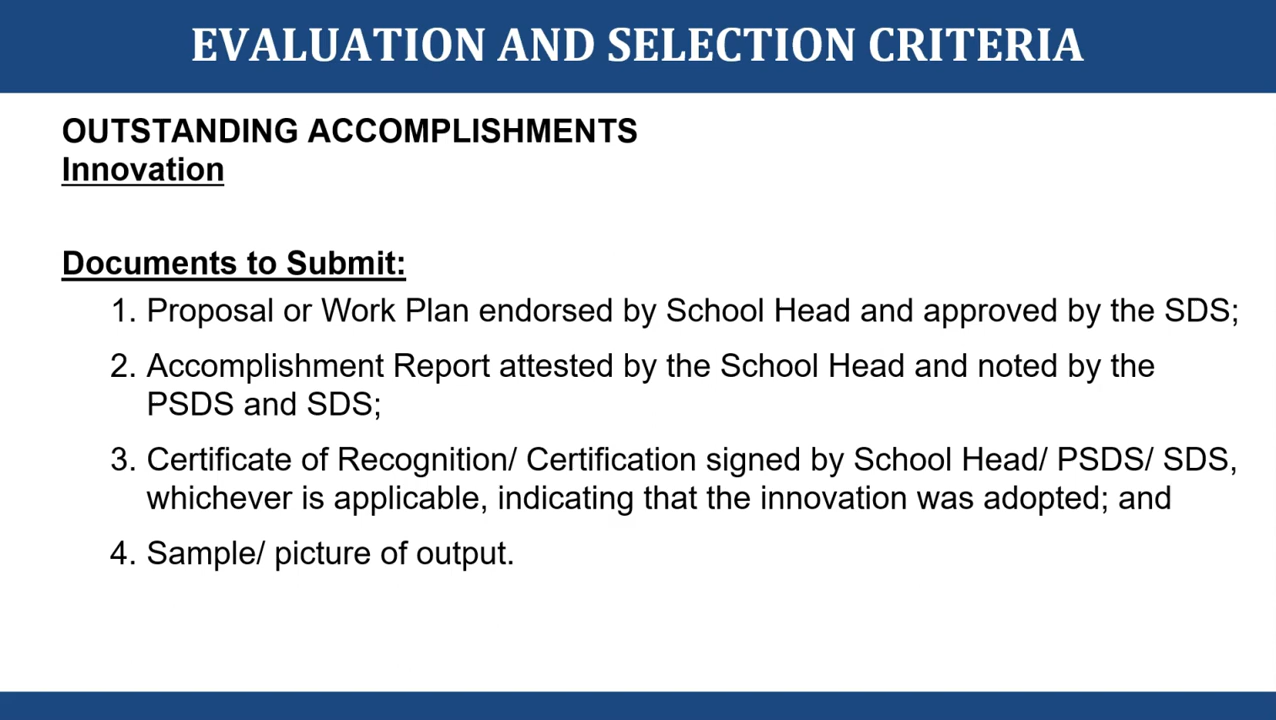 EVALUATION AND SELECTION CRITERIA
OUTSTANDING ACCOMPLISHMENTS
Innovation
Documents to Submit:
1. Proposal or Work Plan endorsed by School Head and approved by the SDS;
2. Accomplishment Report attested by the School Head and noted by the
PSDS and SDS;
3. Certificate of Recognition/ Certification signed by School Head/ PSDS/ SDS,
whichever is applicable, indicating that the innovation was adopted; and
4. Sample/ picture of output.